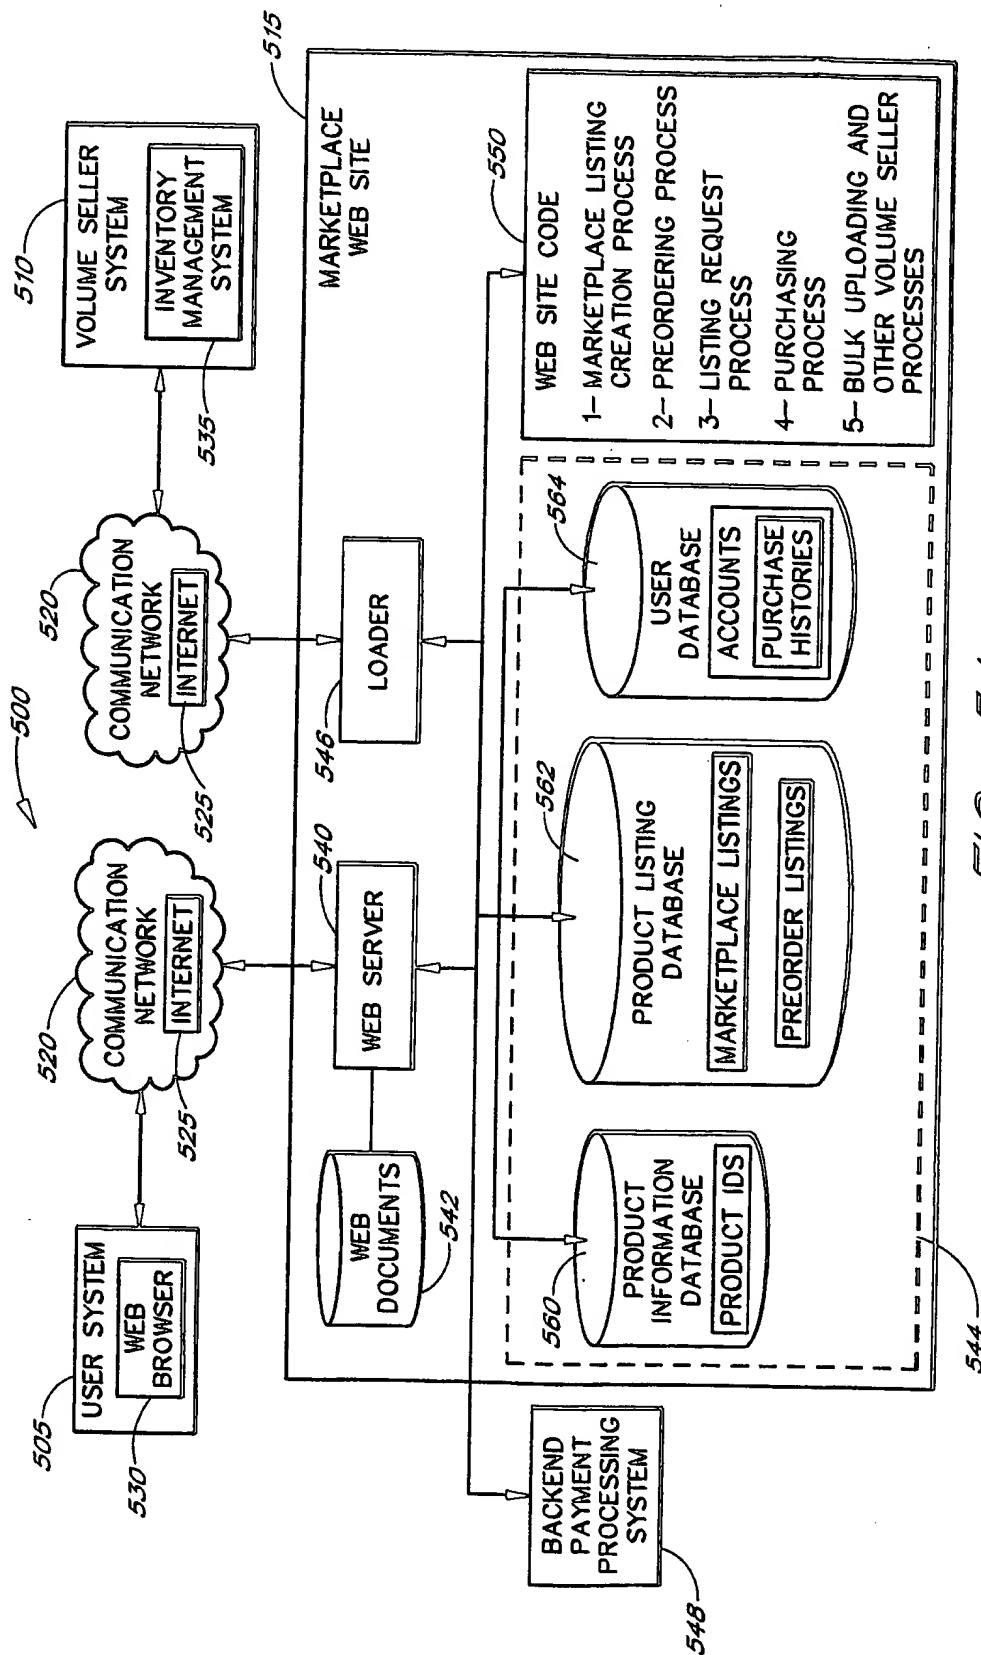 500
505
USER SYSTEM
WEB
BROWSER
530
520
COMMUNICATION
NETWORK
INTERNET
525
520
COMMUNICATION
NETWORK
INTERNET
525
510
VOLUME SELLER
SYSTEM
INVENTORY
MANAGEMENT
SYSTEM
535
515
MARKETPLACE
WEB SITE
WEB
DOCUMENTS
542
540
WEB SERVER
546
LOADER
550
WEB SITE CODE
1– MARKETPLACE LISTING
CREATION PROCESS
2– PREORDERING PROCESS
3– LISTING REQUEST
PROCESS
4– PURCHASING
PROCESS
5– BULK UPLOADING AND
OTHER VOLUME SELLER
PROCESSES
560
PRODUCT
INFORMATION
DATABASE
PRODUCT IDS
562
PRODUCT LISTING
DATABASE
MARKETPLACE LISTINGS
PREORDER LISTINGS
564
USER
DATABASE
ACCOUNTS
PURCHASE
HISTORIES
544
BACKEND
PAYMENT
PROCESSING
SYSTEM
548